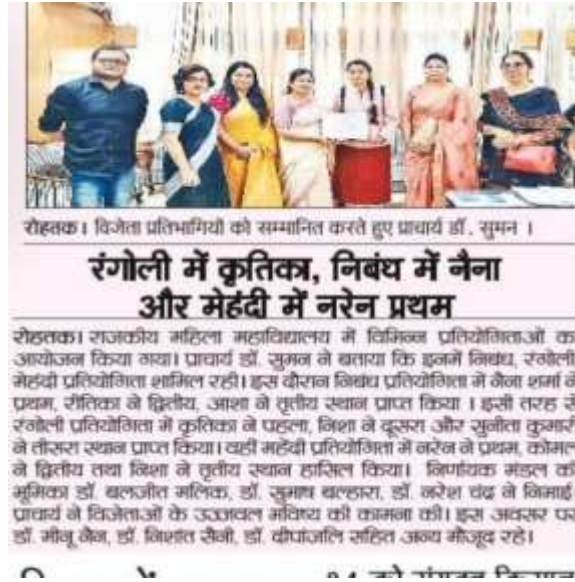 रोहतक। विजेता प्रतिभागियों को सम्मानित करते हुए प्राचार्य डॉ. सुमन ।
रंगोली में कृतिका, निबंध में नैना
और मेहंदी में नरेन प्रथम
रोहतक। राजकीय महिला महाविद्यालय में विभिन्न प्रतियोगिताओं का
आयोजन किया गया। प्राचार्य डॉ. सुमन ने बताया कि इनमें निबंध, रंगोली
मेहंदी प्रतियोगिता शामिल रही। इस दौरान निबंध प्रतियोगिता में नैना शर्मा ने
प्रथम, रीतिका ने द्वितीय, आशा ने तृतीय स्थान प्राप्त किया । इसी तरह से
रंगोली प्रतियोगिता में कृतिका ने पहला, निशा ने दूसरा और सुनीता कुमारी
ने तीसरा स्थान प्राप्त किया। वहीं महेंदी प्रतियोगिता में नरेन ने प्रथम, कोमल
ने द्वितीय तथा निशा ने तृतीय स्थान हासिल किया। निर्णायक मंडल की
भूमिका डॉ. बलजीत मलिक, डॉ. सुभाष बल्हारा, डॉ. नरेश चंद्र ने निभाई
प्राचार्य ने विजेताओं के उज्जवल भविष्य की कामना की। इस अवसर पर
डॉ. मीनू नैन, डॉ. निशांत सैनी, डॉ. दीपांजलि सहित अन्य मौजूद रहे।